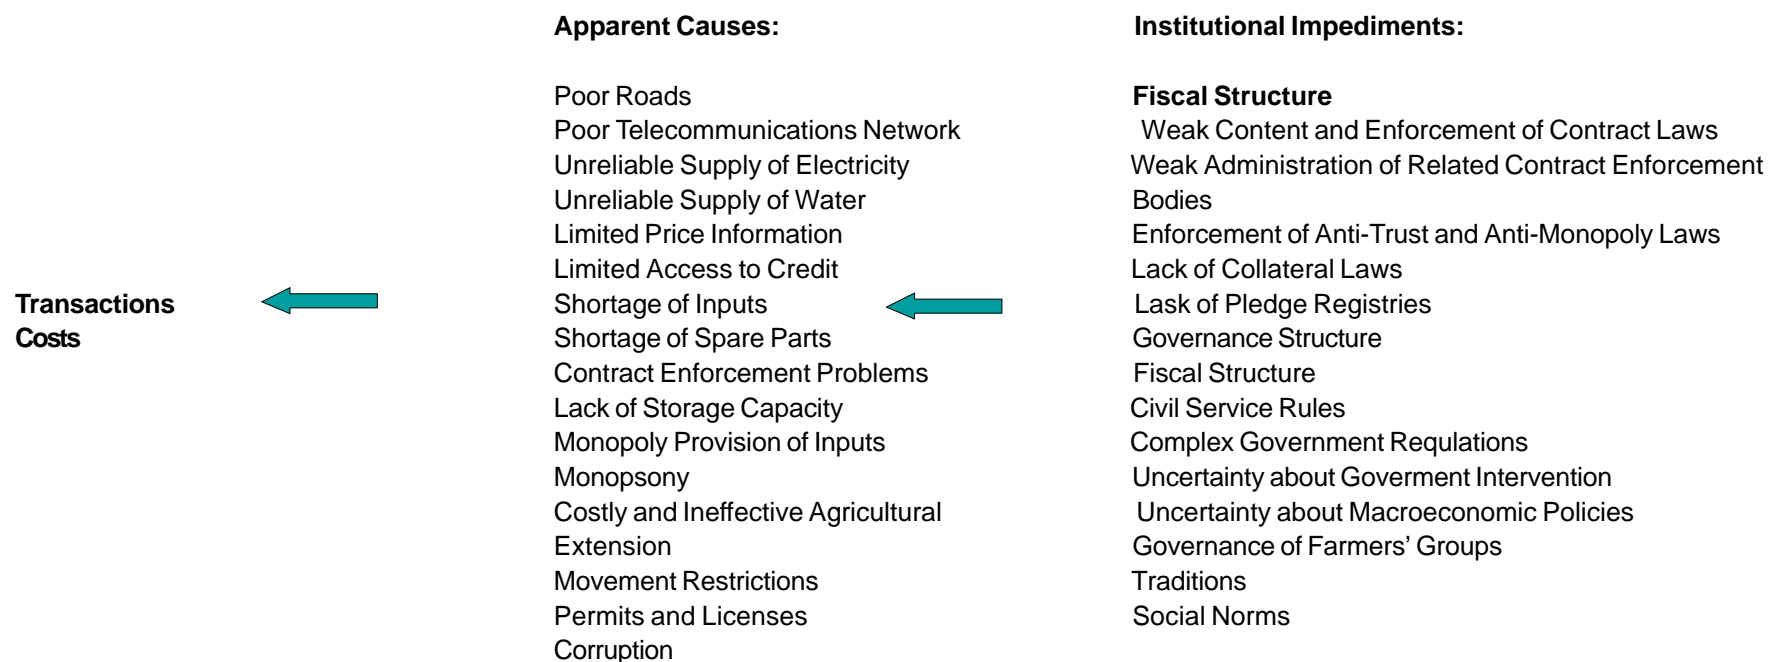 Apparent Causes:
Institutional Impediments:
Poor Roads
Poor Telecommunications Network
Unreliable Supply of Electricity
Unreliable Supply of Water
Limited Price Information
Limited Access to Credit
Shortage of Inputs
Shortage of Spare Parts
Contract Enforcement Problems
Lack of Storage Capacity
Monopoly Provision of Inputs
Monopsony
Costly and Ineffective Agricultural
Extension
Movement Restrictions
Permits and Licenses
Corruption
Fiscal Structure
Weak Content and Enforcement of Contract Laws
Weak Administration of Related Contract Enforcement
Bodies
Enforcement of Anti-Trust and Anti-Monopoly Laws
Lack of Collateral Laws
Lask of Pledge Registries
Governance Structure
Fiscal Structure
Civil Service Rules
Complex Government Requlations
Uncertainty about Goverment Intervention
Uncertainty about Macroeconomic Policies
Governance of Farmers' Groups
Traditions
Social Norms
Transactions
Costs